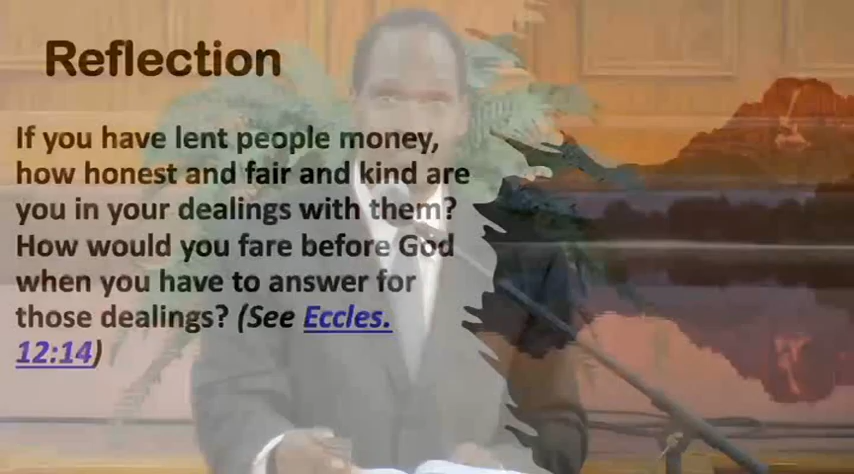 Reflection
If you have lent people money,
how honest and fair and kind are
you in your dealings with them?
How would you fare before God
when you have to answer for
those dealings? (See Eccles.
12:14)